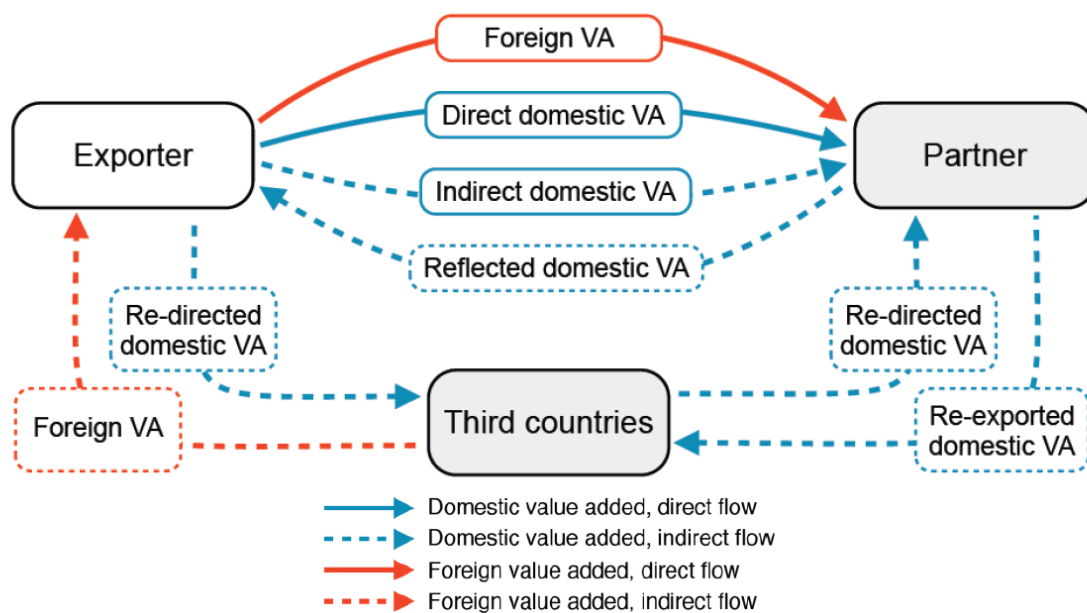 Foreign VA
Direct domestic VA
Exporter
Partner
Indirect domestic VA
Reflected domestic VA
Re-directed
domestic VA
Re-directed
domestic VA
Foreign VA
Third countries
Re-exported
domestic VA
Domestic value added, direct flow
Domestic value added, indirect flow
Foreign value added, direct flow
Foreign value added, indirect flow